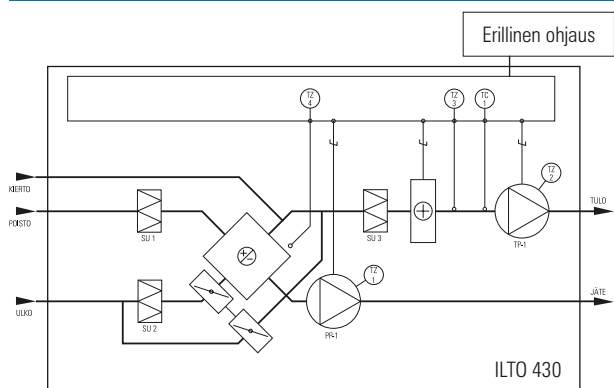 Erillinen ohjaus
TZ
4
TZ
3
TC
1
KIERTO
POISTO
SU 1
SU 3
TZ
2
TULO
TP-1
ULKO
SU 2
TZ
1
PP-1
JÄTE
ILTO 430